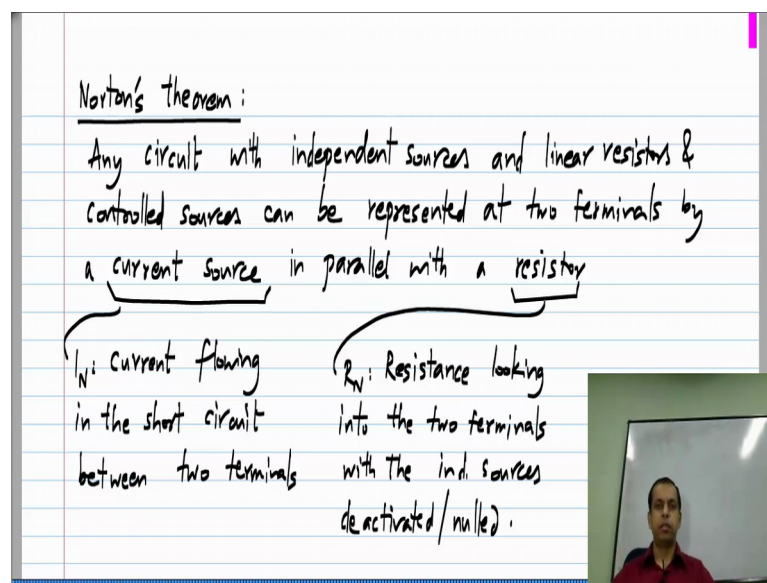 Norton's theorem:
Any circuit with independent sources and linear resistors &
controlled sources can be represented at two terminals by
a current source in parallel with a resistor
I_N: Current flowing
in the short circuit
between two terminals
R_N: Resistance looking
into the two terminals
with the ind. sources
deactivated/nulled.